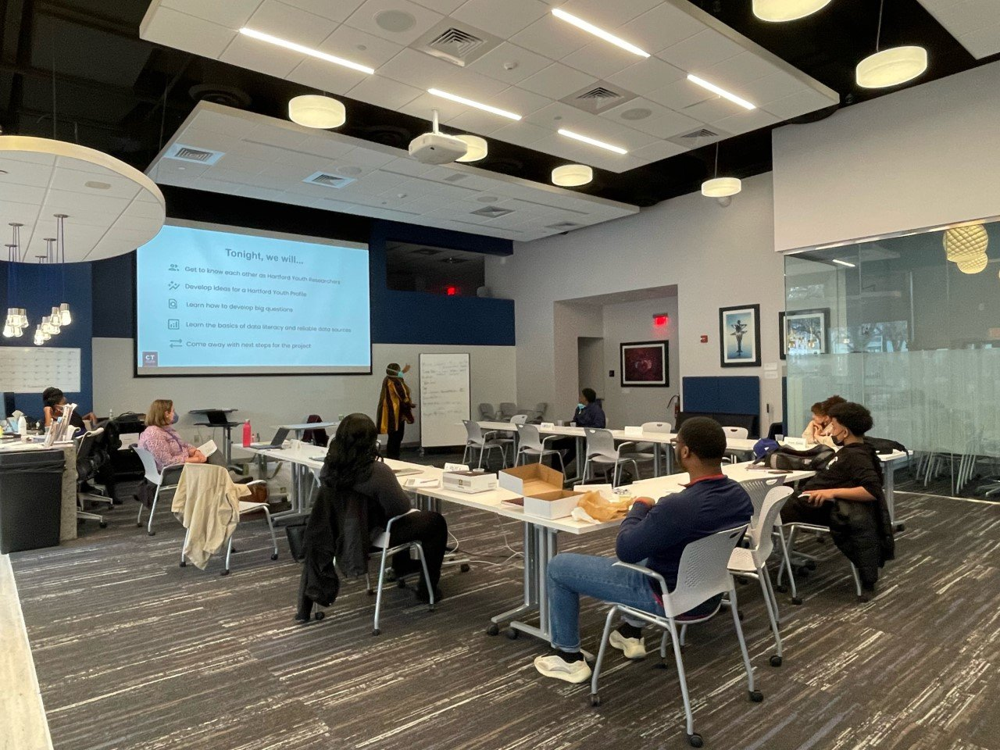 Tonight, we will...
Get to know each other as Hartford Youth Researchers
Develop ideas for a Hartford Youth Profile
Learn how to develop big questions
Learn the basics of data literacy and reliable data sources
Come away with next steps for this project
CT